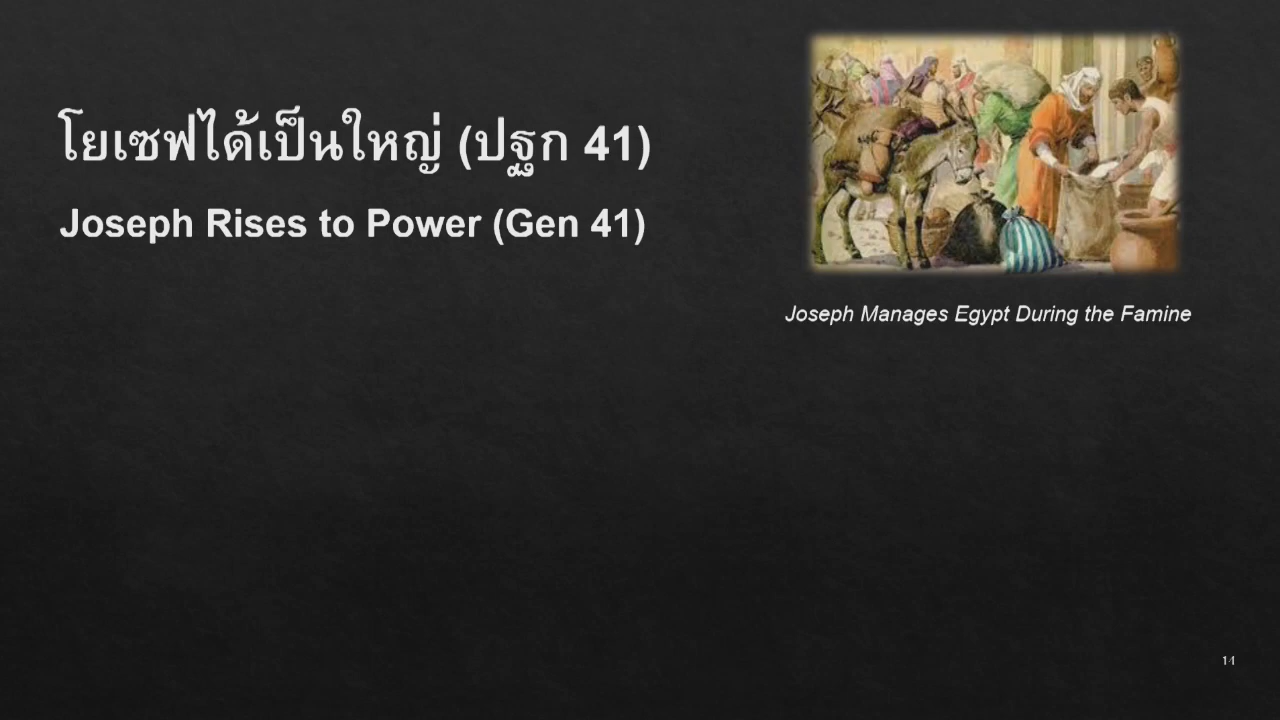 โยเซฟได้เป็นใหญ่ (ปฐก 41)
Joseph Rises to Power (Gen 41)
Joseph Manages Egypt During the Famine
14